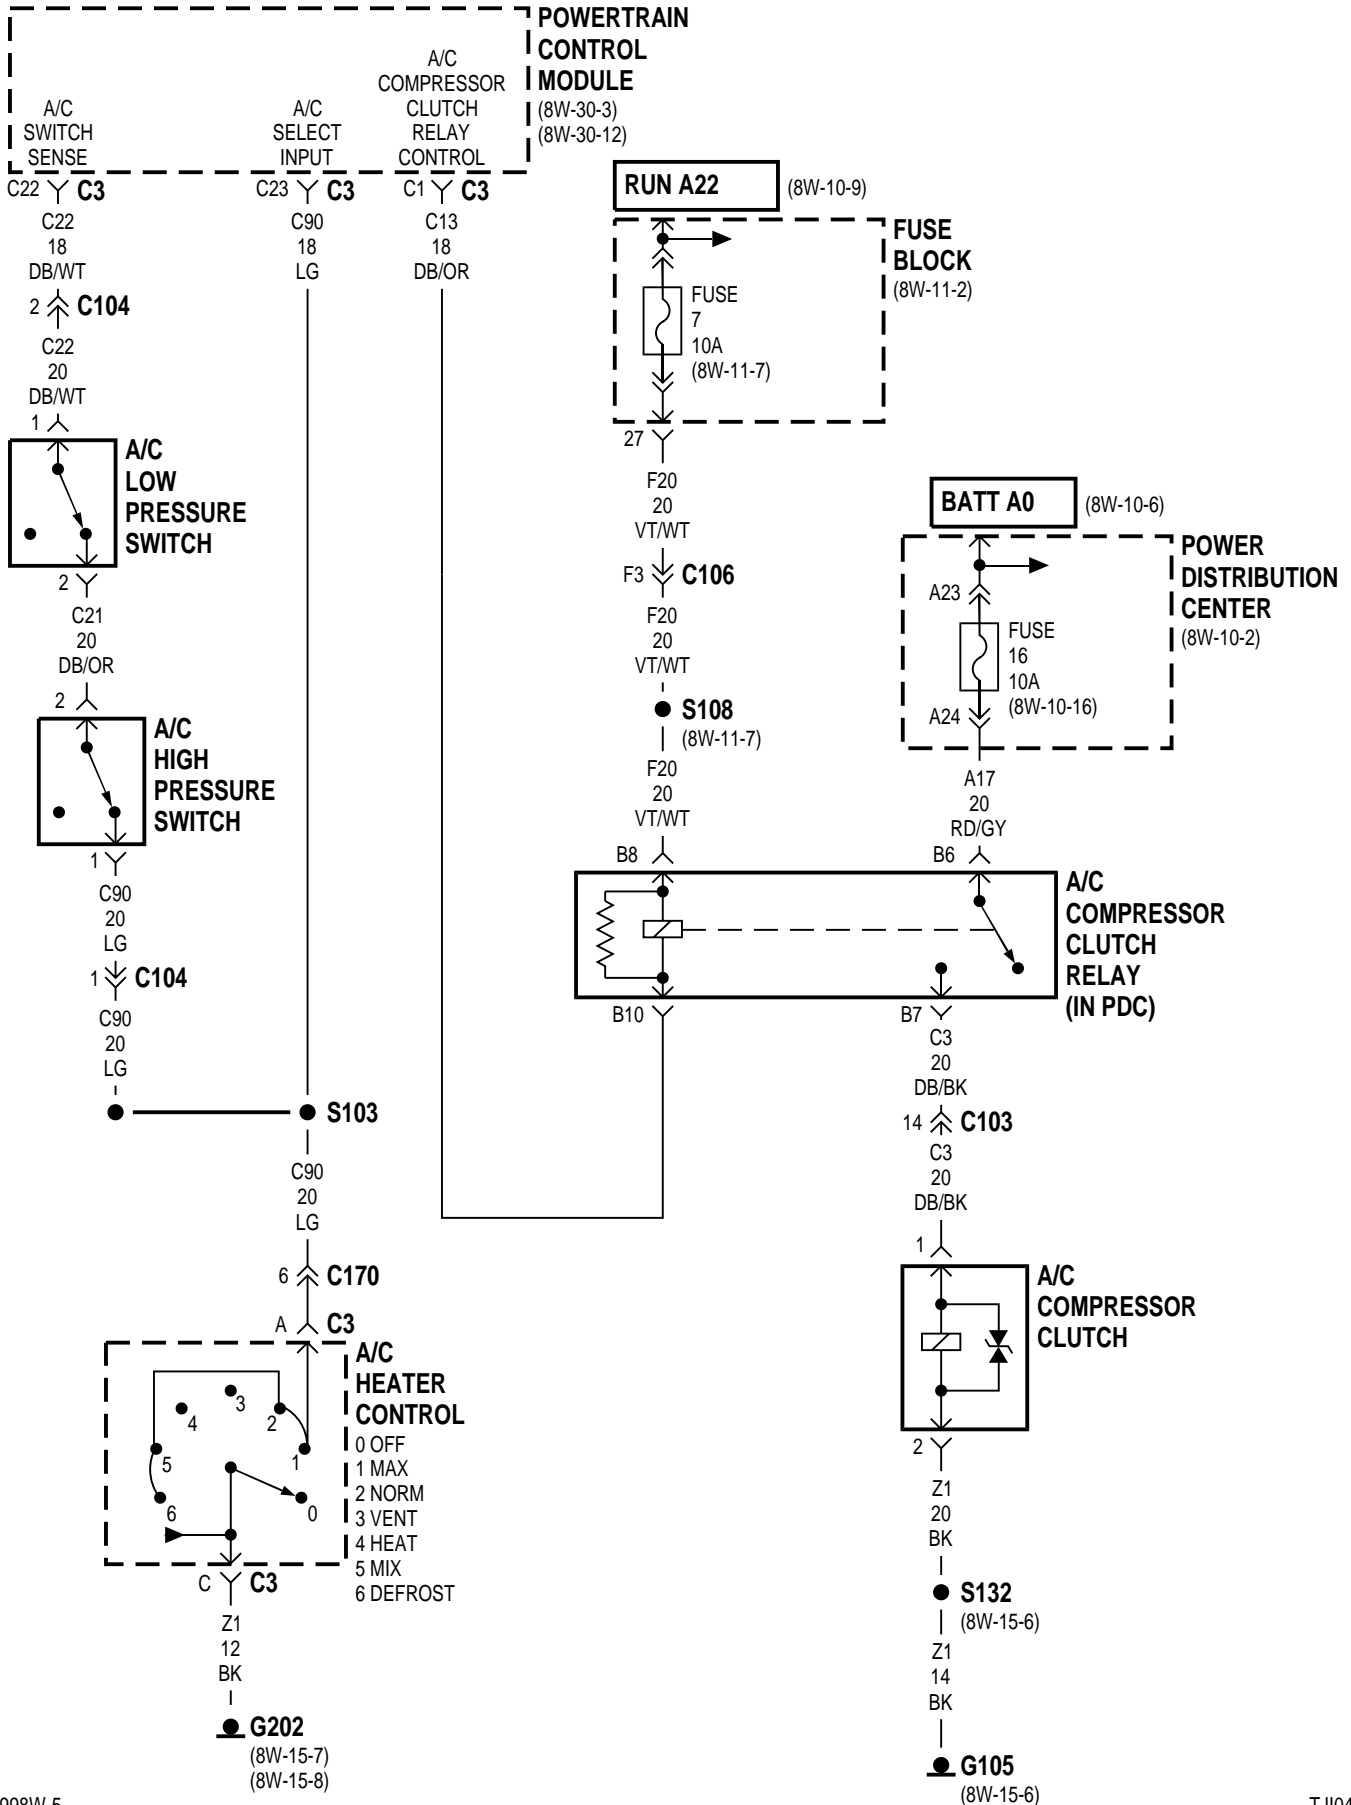 POWERTRAIN
CONTROL
MODULE
(8W-30-3)
(8W-30-12)
A/C
SWITCH
SENSE
A/C
SELECT
INPUT
A/C
COMPRESSOR
CLUTCH
RELAY
CONTROL
C22 C3
C23 C3
C1 C3
C22
18
DB/WT
C90
18
LG
C13
18
DB/OR
2 C104
C22
20
DB/WT
1
A/C
LOW
PRESSURE
SWITCH
2
C21
20
DB/OR
2
A/C
HIGH
PRESSURE
SWITCH
1
C90
20
LG
1 C104
C90
20
LG
S103
C90
20
LG
6 C170
A C3
A/C
HEATER
CONTROL
0 OFF
1 MAX
2 NORM
3 VENT
4 HEAT
5 MIX
6 DEFROST
3
4
2
5
1
6
0
C C3
Z1
12
BK
G202
(8W-15-7)
(8W-15-8)
RUN A22 (8W-10-9)
FUSE
BLOCK
(8W-11-2)
FUSE
7
10A
(8W-11-7)
27
F20
20
VT/WT
F3 C106
F20
20
VT/WT
S108
(8W-11-7)
F20
20
VT/WT
B8
BATT A0 (8W-10-6)
POWER
DISTRIBUTION
CENTER
(8W-10-2)
A23
FUSE
16
10A
(8W-10-16)
A24
A17
20
RD/GY
B6
A/C
COMPRESSOR
CLUTCH
RELAY
(IN PDC)
B10
B7
C3
20
DB/BK
14 C103
C3
20
DB/BK
1
A/C
COMPRESSOR
CLUTCH
2
Z1
20
BK
S132
(8W-15-6)
Z1
14
BK
G105
(8W-15-6)